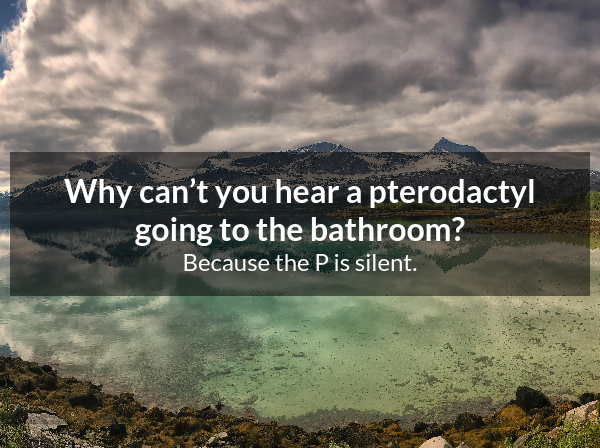 Why can’t you hear a pterodactyl
going to the bathroom?
Because the P is silent.